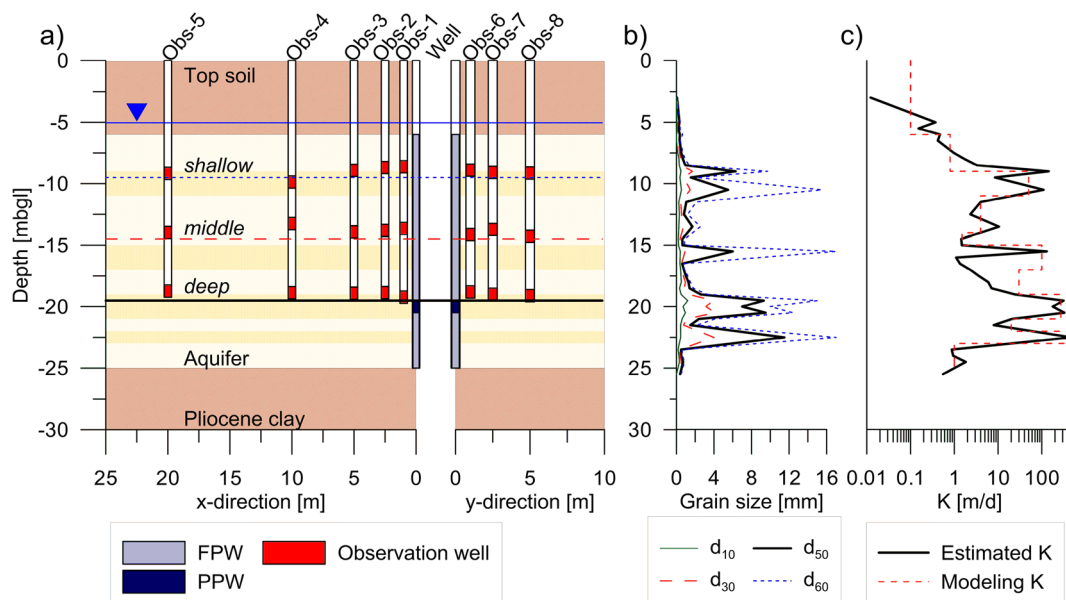 a)
Obs-5
Obs-4
Obs-3
Obs-2
Obs-1
Well
Obs-6
Obs-7
Obs-8
b)
c)
0
-5
-10
-15
-20
-25
-30
Depth [mbgl]
Top soil
shallow
middle
deep
Aquifer
Pliocene clay
25 20 15 10 5 0
x-direction [m]
0 5 10
y-direction [m]
0
-5
-10
-15
-20
-25
-30
0 4 8 12 16
Grain size [mm]
0
-5
-10
-15
-20
-25
-30
0.01 0.1 1 10 100
K [m/d]
FPW
PPW
Observation well
d10
d30
d50
d60
Estimated K
Modeling K